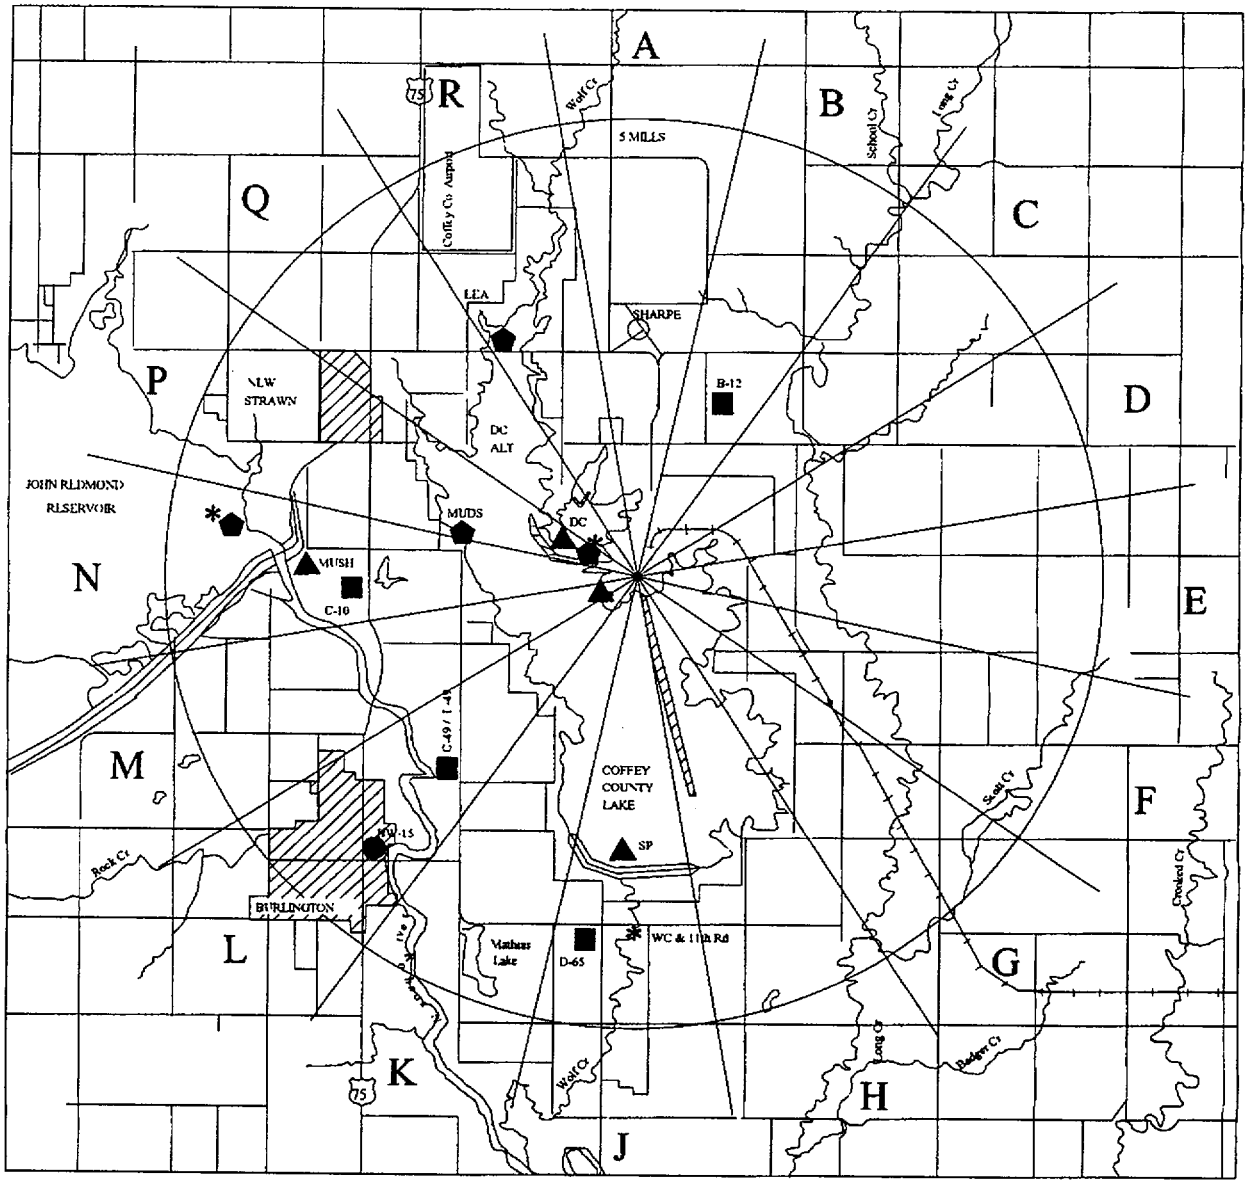 A
R
75
B
Wolf Cr
School Cr
Long Cr
5 MILLS
Coffey Co Airport
Q
C
LEA
SHARPE
P
NEW
STRAWN
B-12
D
DC
ALT
JOHN REDMOND
RESERVOIR
*
MUDS
DC
*
N
MUSH
C-10
E
C-49 / T-49
M
COFFEY
COUNTY
LAKE
Scott Cr
F
NW-15
SP
Rock Cr
Crooked Cr
BURLINGTON
L
Mathias
Lake
D-65
*
WC & 11th Rd
G
Long Cr
Badger Cr
K
Wolf Cr
75
H
J